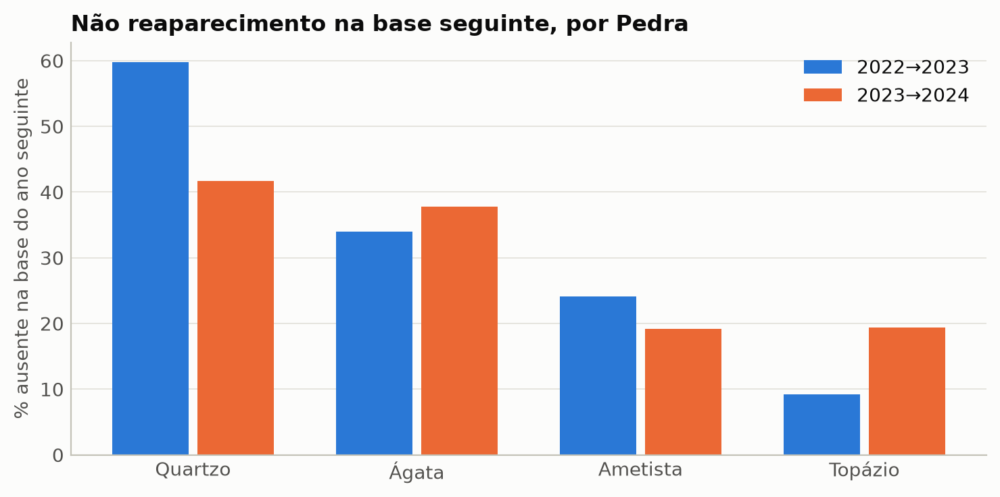 Não reaparecimento na base seguinte, por Pedra
% ausente na base do ano seguinte
60
50
40
30
20
10
0
2022→2023
2023→2024
Quartzo
Ágata
Ametista
Topázio